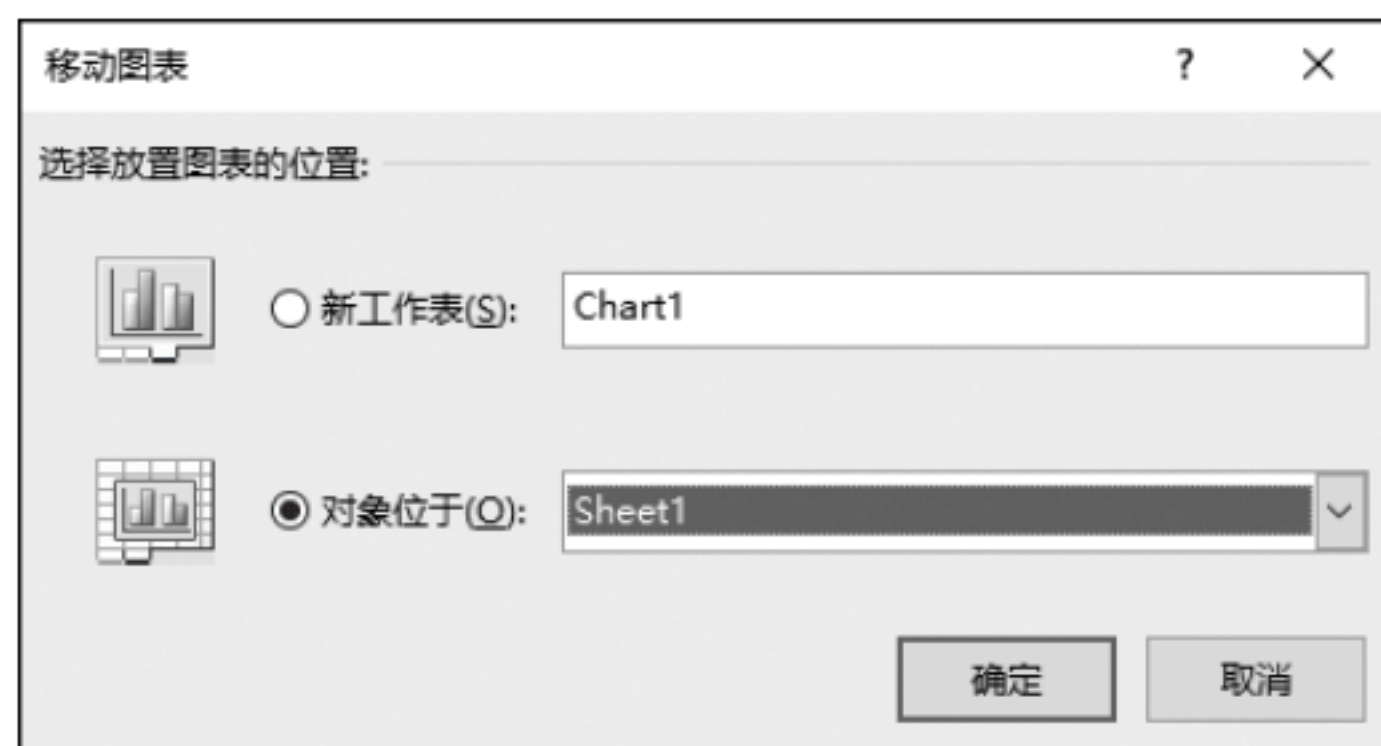 移动图表 ?
选择放置图表的位置:
新工作表(S): Chart1
对象位于(O): Sheet1
确定 取消